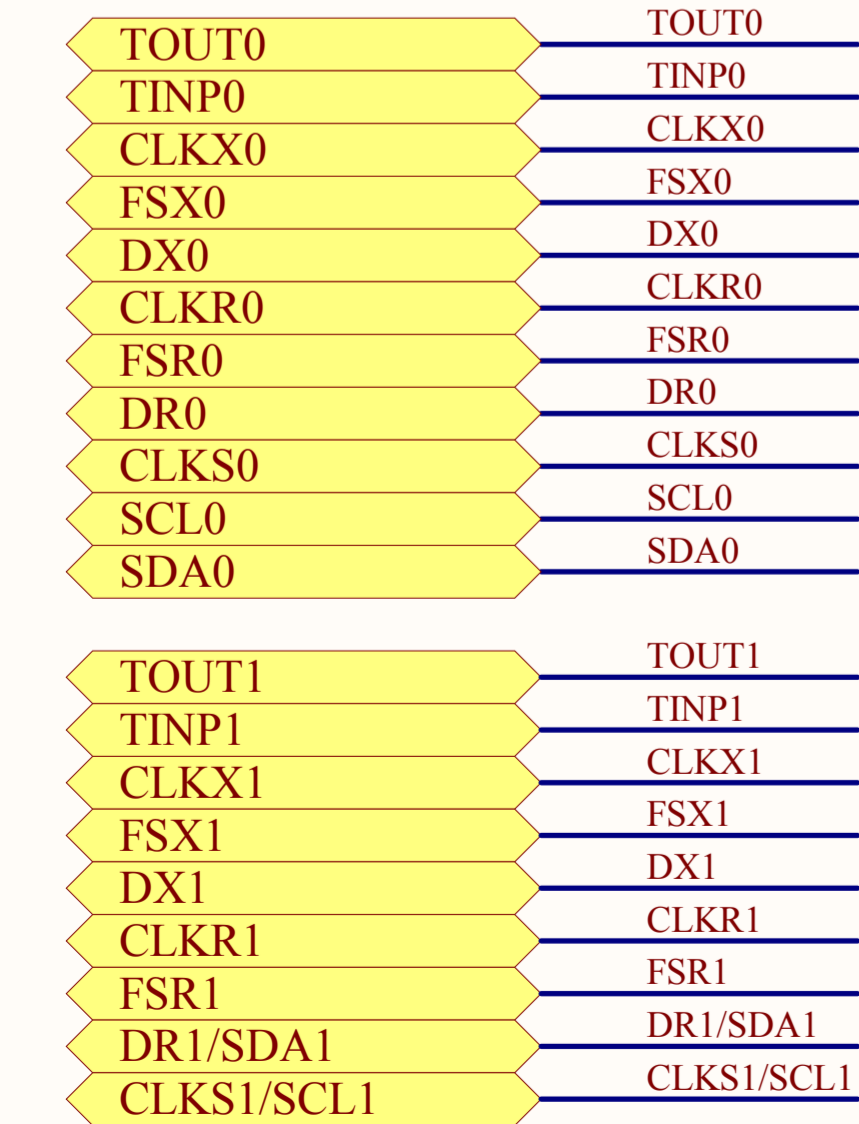 TOUT0 TOUT0
TINP0 TINP0
CLKX0 CLKX0
FSX0 FSX0
DX0 DX0
CLKR0 CLKR0
FSR0 FSR0
DR0 DR0
CLKS0 CLKS0
SCL0 SCL0
SDA0 SDA0
TOUT1 TOUT1
TINP1 TINP1
CLKX1 CLKX1
FSX1 FSX1
DX1 DX1
CLKR1 CLKR1
FSR1 FSR1
DR1/SDA1 DR1/SDA1
CLKS1/SCL1 CLKS1/SCL1